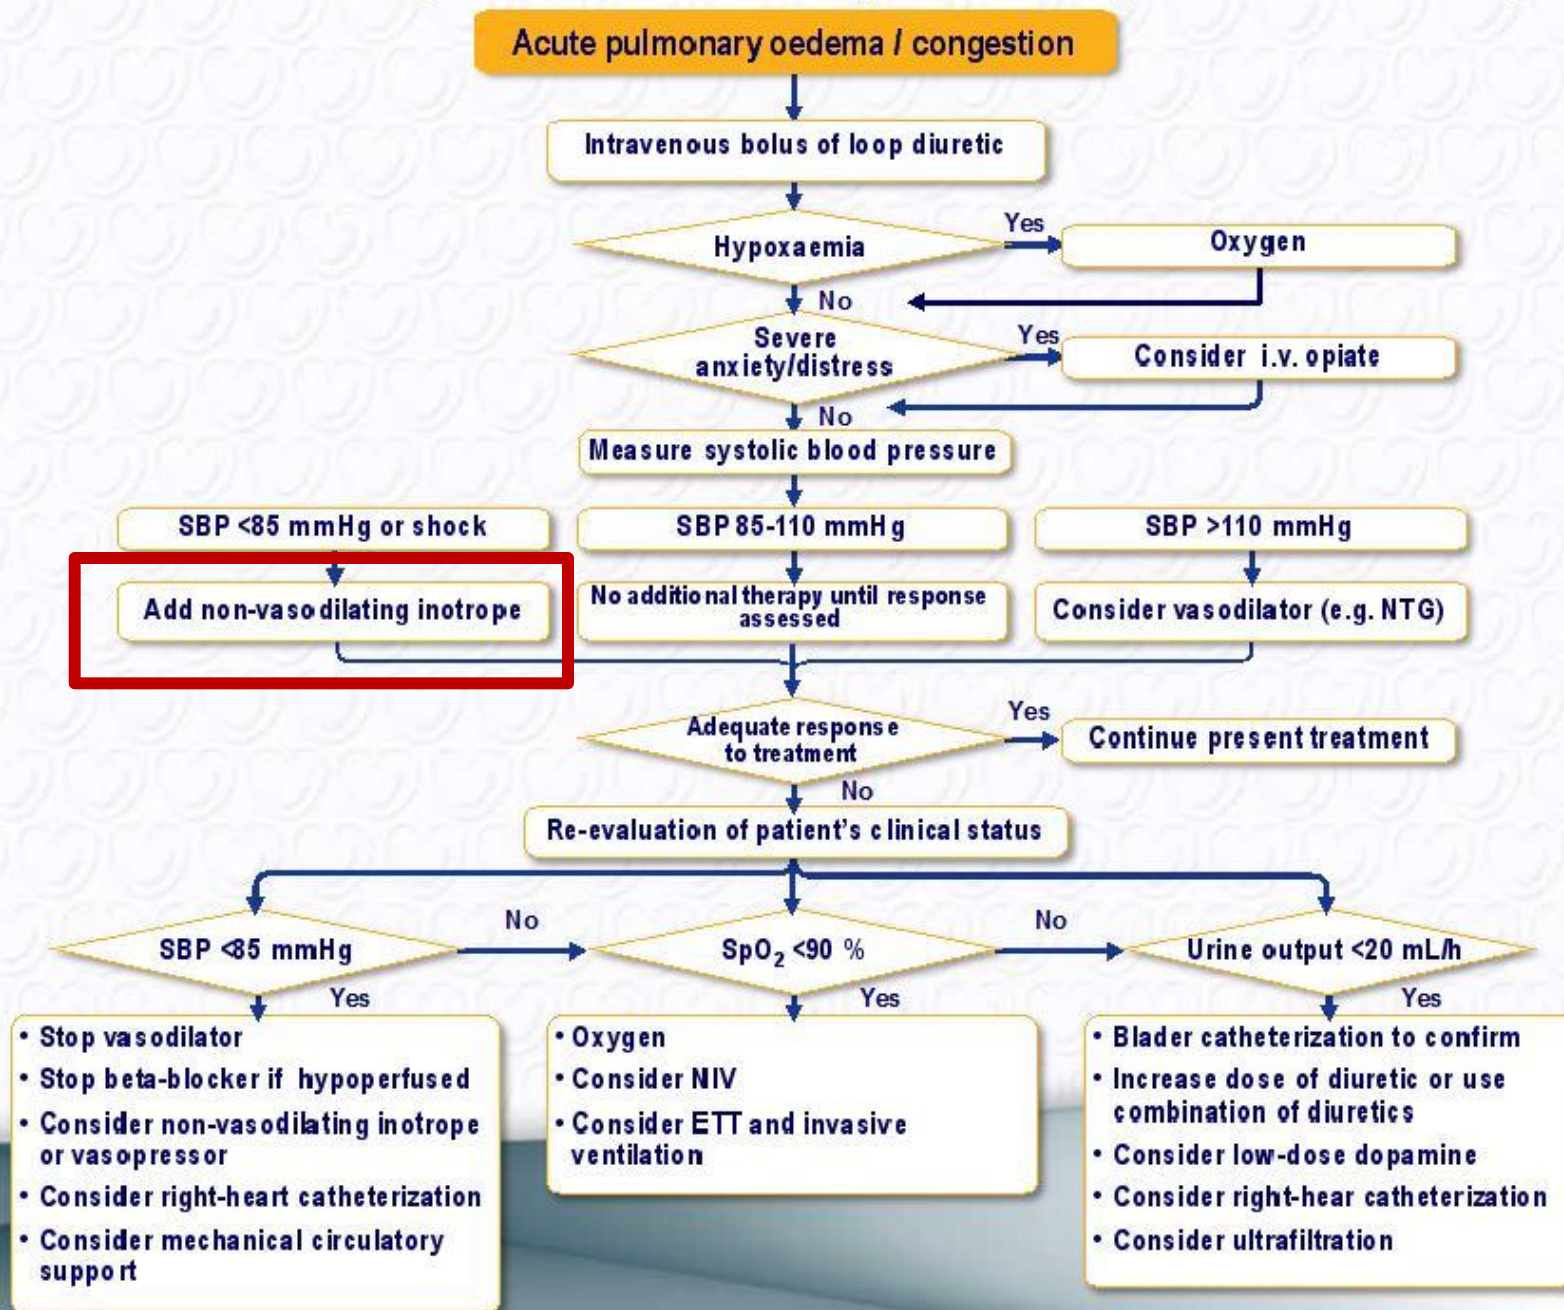 Acute pulmonary oedema / congestion
Intravenous bolus of loop diuretic
Hypoxaemia
Yes
Oxygen
No
Severe
anxiety/distress
Yes
Consider i.v. opiate
No
Measure systolic blood pressure
SBP <85 mmHg or shock
SBP 85-110 mmHg
SBP >110 mmHg
Add non-vasodilating inotrope
No additional therapy until response
assessed
Consider vasodilator (e.g. NTG)
Adequate response
to treatment
Yes
Continue present treatment
No
Re-evaluation of patient's clinical status
SBP <85 mmHg
No
SpO₂ <90 %
No
Urine output <20 mL/h
Yes
Yes
Yes
• Stop vasodilator
• Stop beta-blocker if hypoperfused
• Consider non-vasodilating inotrope
or vasopressor
• Consider right-heart catheterization
• Consider mechanical circulatory
support
• Oxygen
• Consider NIV
• Consider ETT and invasive
ventilation
• Blader catheterization to confirm
• Increase dose of diuretic or use
combination of diuretics
• Consider low-dose dopamine
• Consider right-hear catheterization
• Consider ultrafiltration